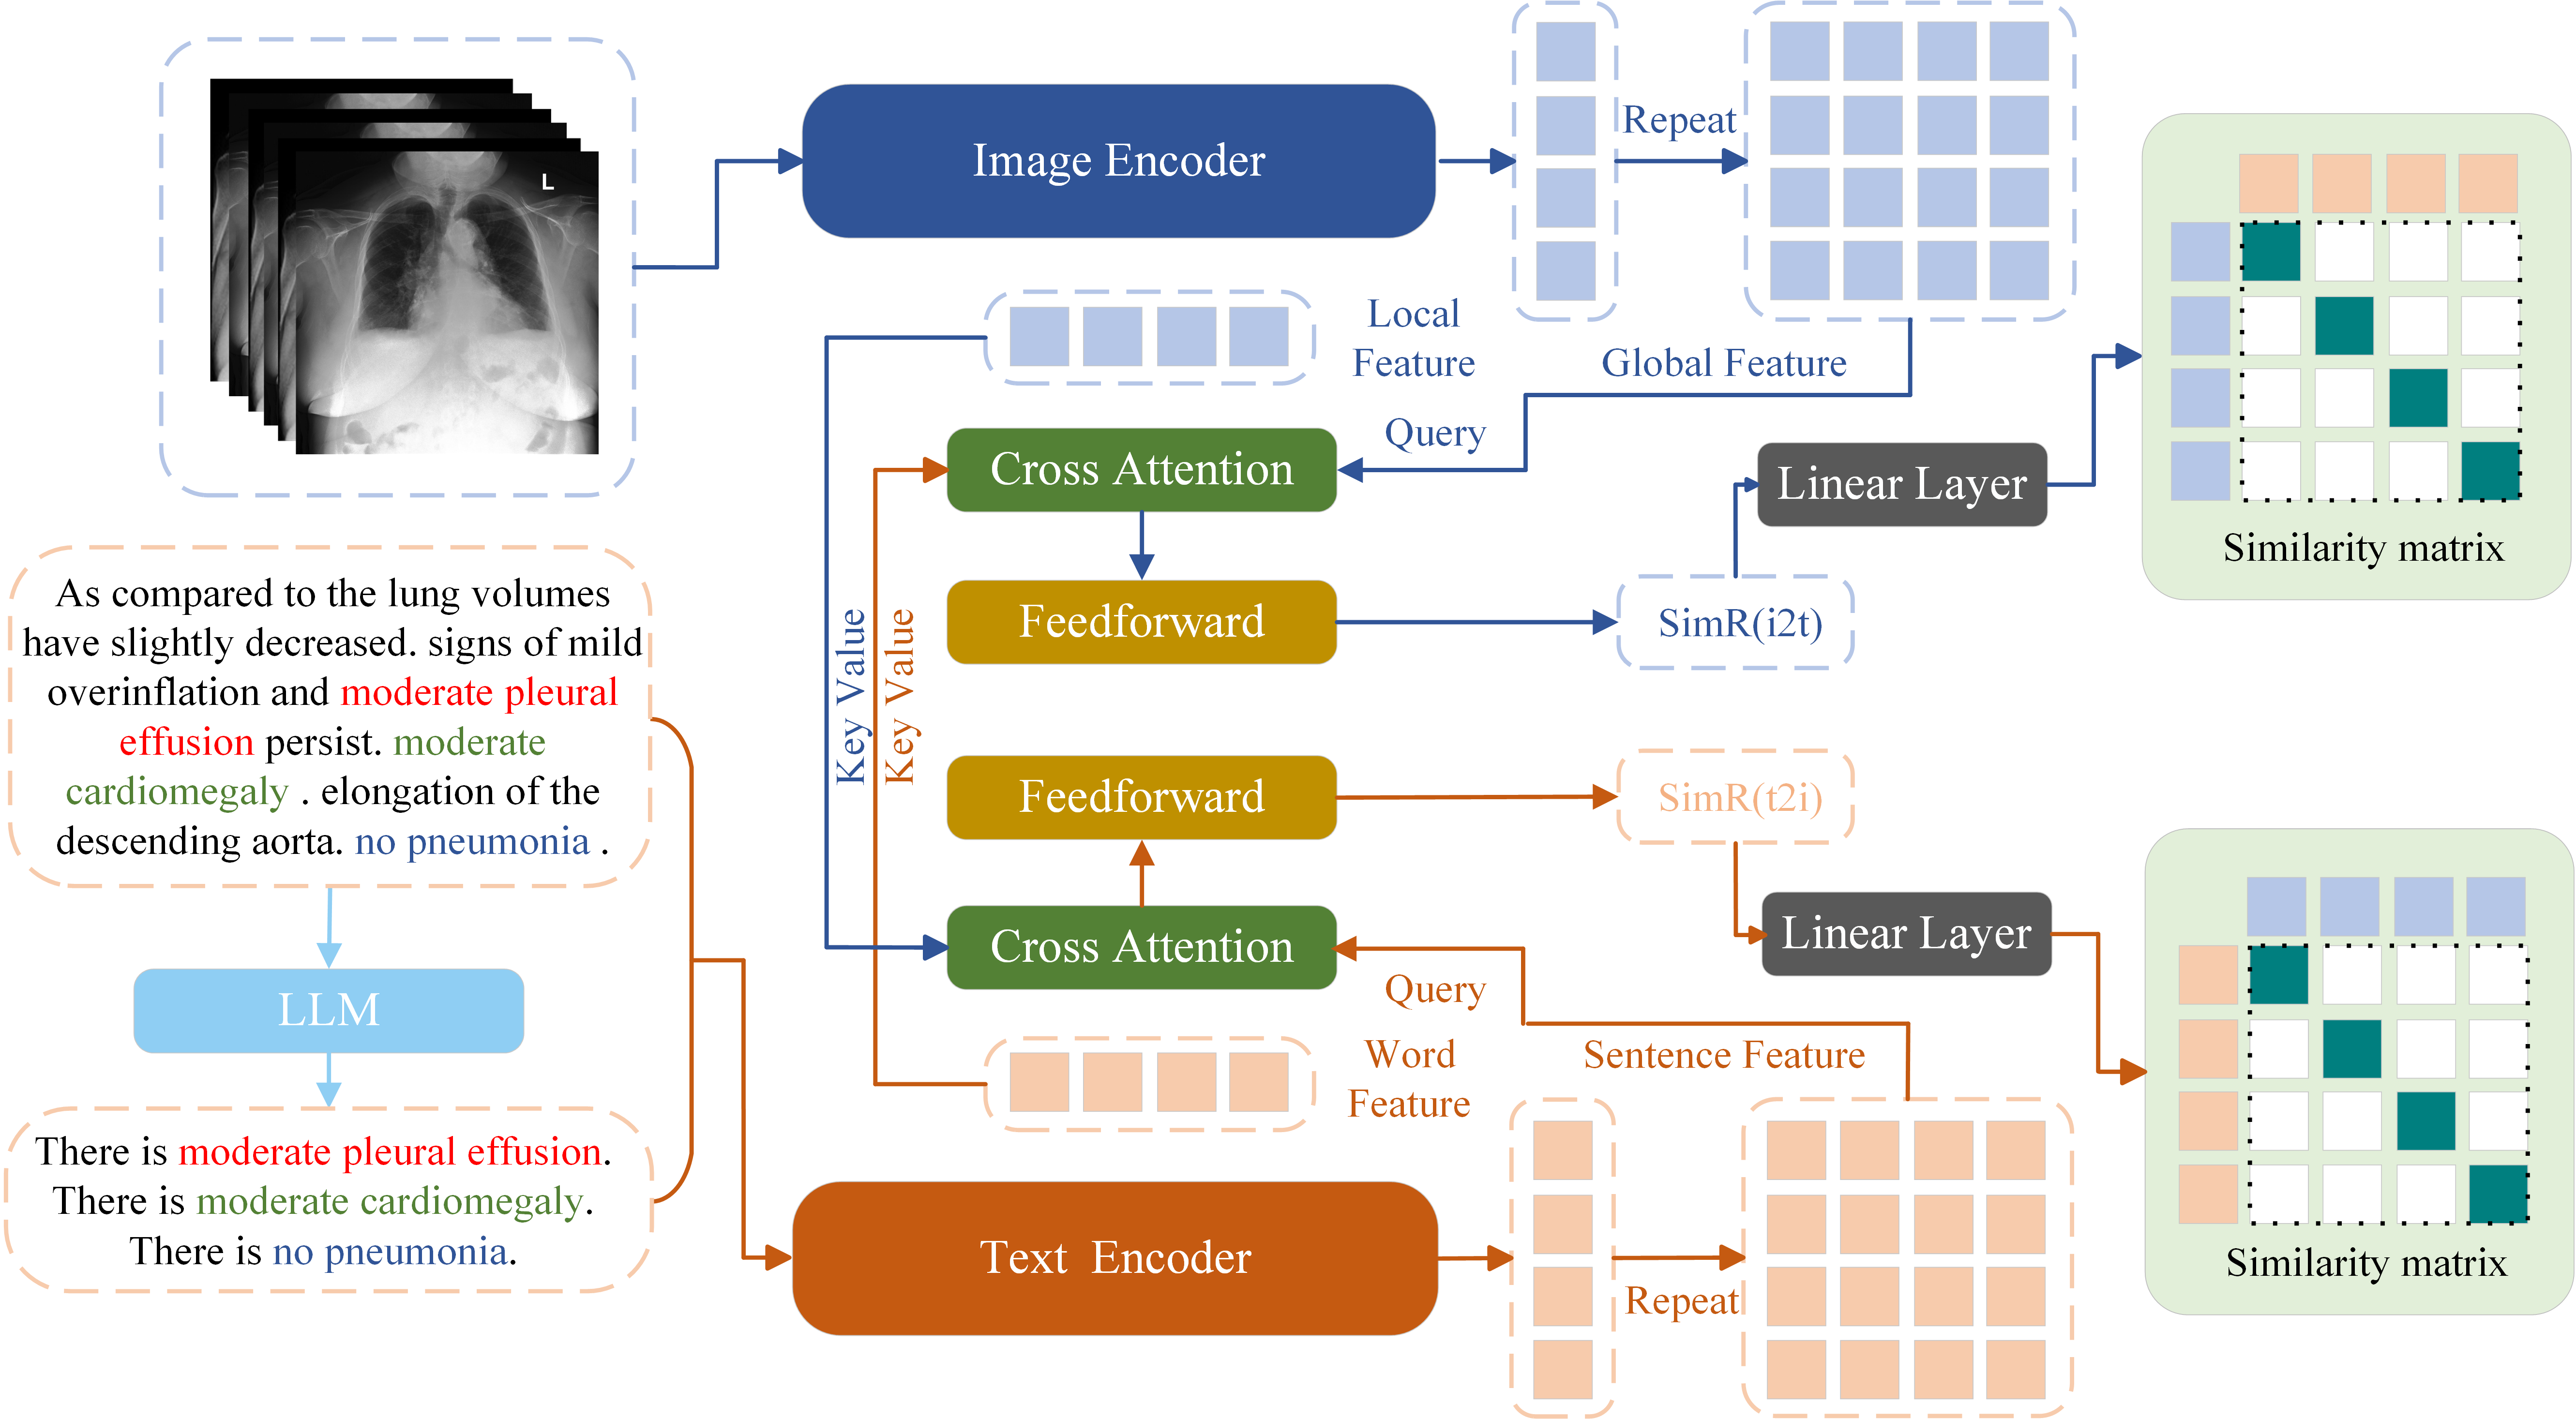 L
Image Encoder
Repeat
Local
Feature
Global Feature
Query
Cross Attention
Linear Layer
Similarity matrix
As compared to the lung volumes
have slightly decreased. signs of mild
overinflation and moderate pleural
effusion persist. moderate
cardiomegaly . elongation of the
descending aorta. no pneumonia .
Key Value
Key Value
Feedforward
SimR(i2t)
Feedforward
SimR(t2i)
Cross Attention
Linear Layer
Query
LLM
Word
Feature
Sentence Feature
There is moderate pleural effusion.
There is moderate cardiomegaly.
There is no pneumonia.
Text Encoder
Repeat
Similarity matrix